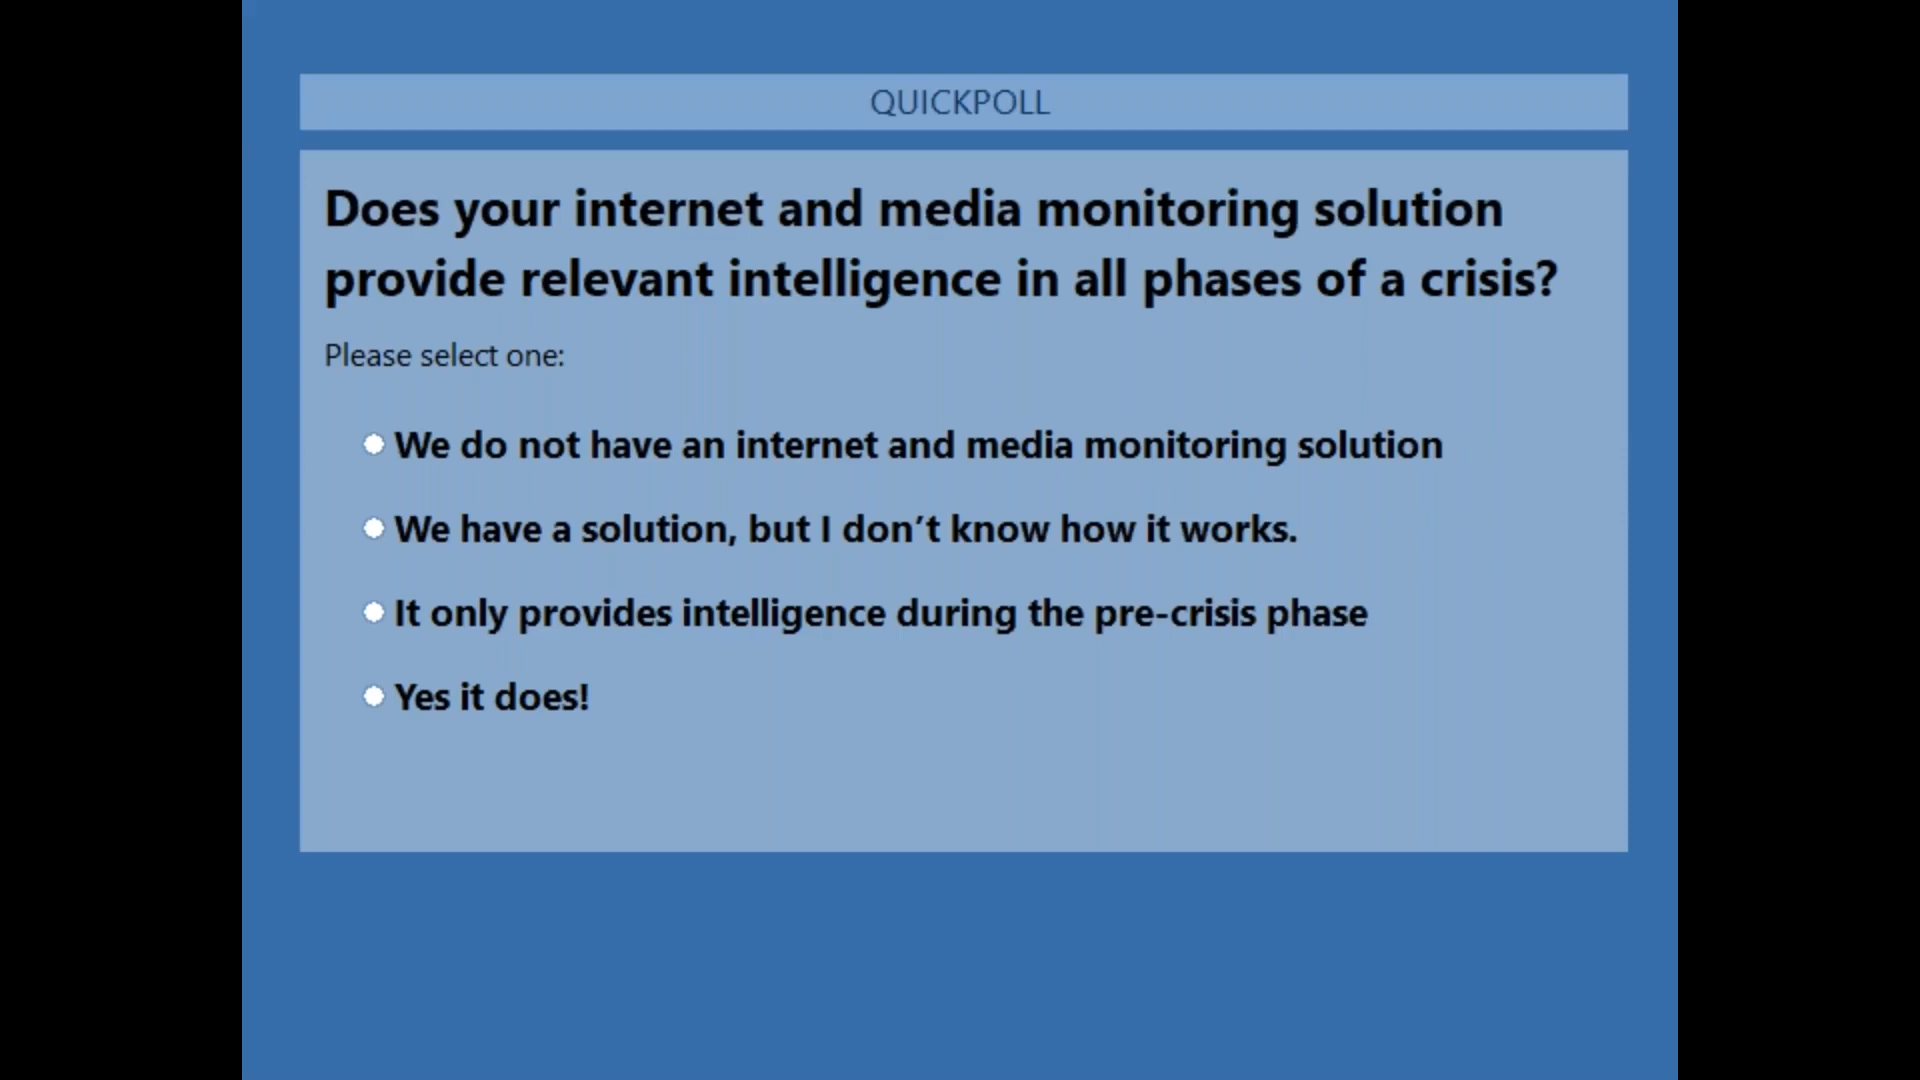 QUICKPOLL
Does your internet and media monitoring solution
provide relevant intelligence in all phases of a crisis?
Please select one:
We do not have an internet and media monitoring solution
We have a solution, but I don’t know how it works.
It only provides intelligence during the pre-crisis phase
Yes it does!